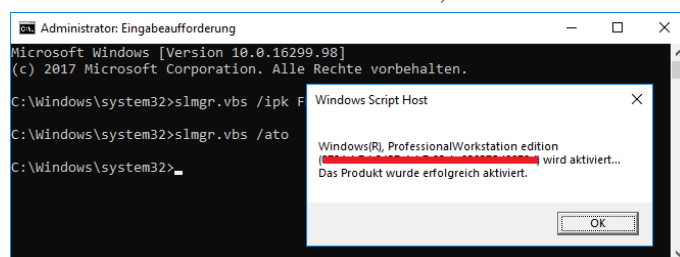 Administrator: Eingabeaufforderung
Microsoft Windows [Version 10.0.16299.98]
(c) 2017 Microsoft Corporation. Alle Rechte vorbehalten.
C:\Windows\system32>slmgr.vbs /ipk F
C:\Windows\system32>slmgr.vbs /ato
C:\Windows\system32>
Windows Script Host
Windows(R), ProfessionalWorkstation edition
) wird aktiviert...
Das Produkt wurde erfolgreich aktiviert.
OK